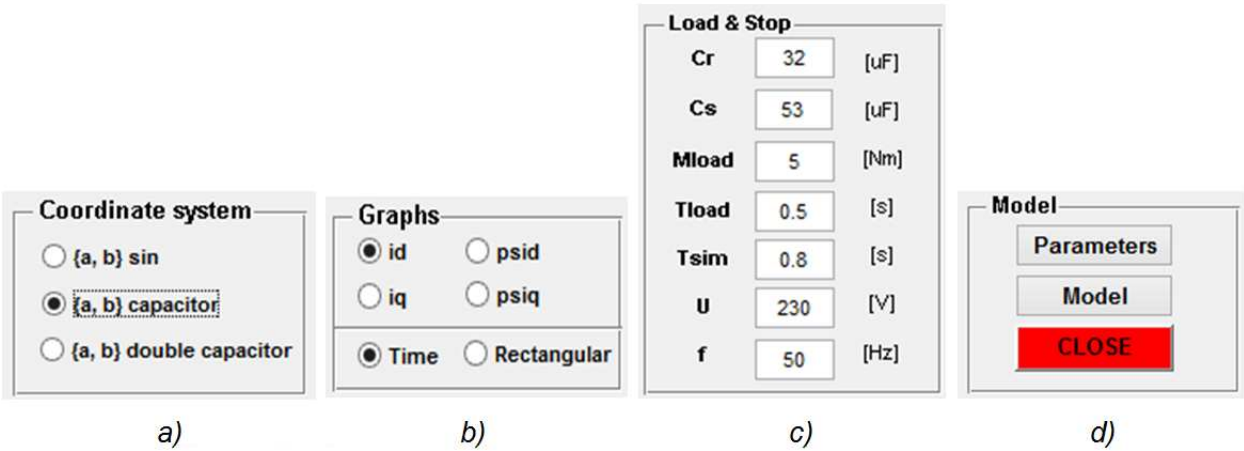 Coordinate system
{a, b} sin
{a, b} capacitor
{a, b} double capacitor
a)
Graphs
id psid
iq psiq
Time Rectangular
b)
Load & Stop
Cr 32 [uF]
Cs 53 [uF]
Mload 5 [Nm]
Tload 0.5 [s]
Tsim 0.8 [s]
U 230 [V]
f 50 [Hz]
c)
Model
Parameters
Model
CLOSE
d)